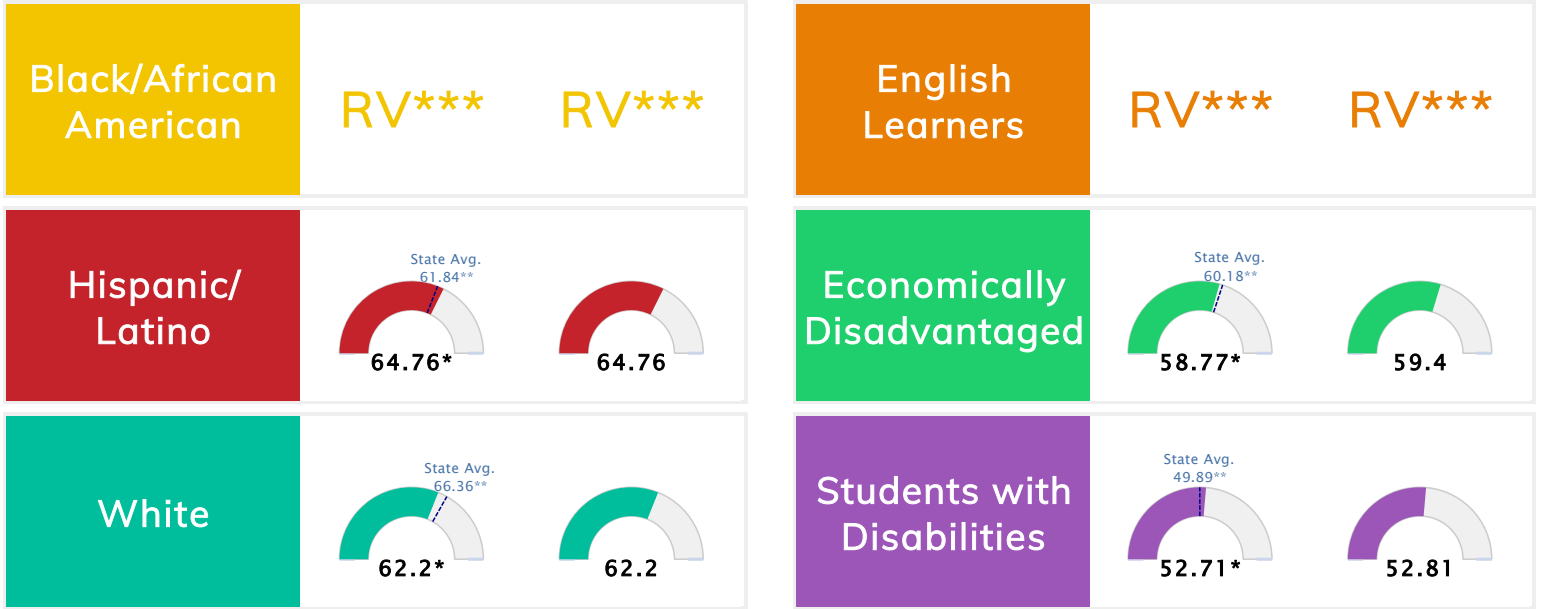 Black/African
American
RV*** RV***
English
Learners
RV*** RV***
Hispanic/
Latino
State Avg.
61.84**
64.76* 64.76
Economically
Disadvantaged
State Avg.
60.18**
58.77* 59.4
White
State Avg.
66.36**
62.2* 62.2
Students with
Disabilities
State Avg.
49.89**
52.71* 52.81